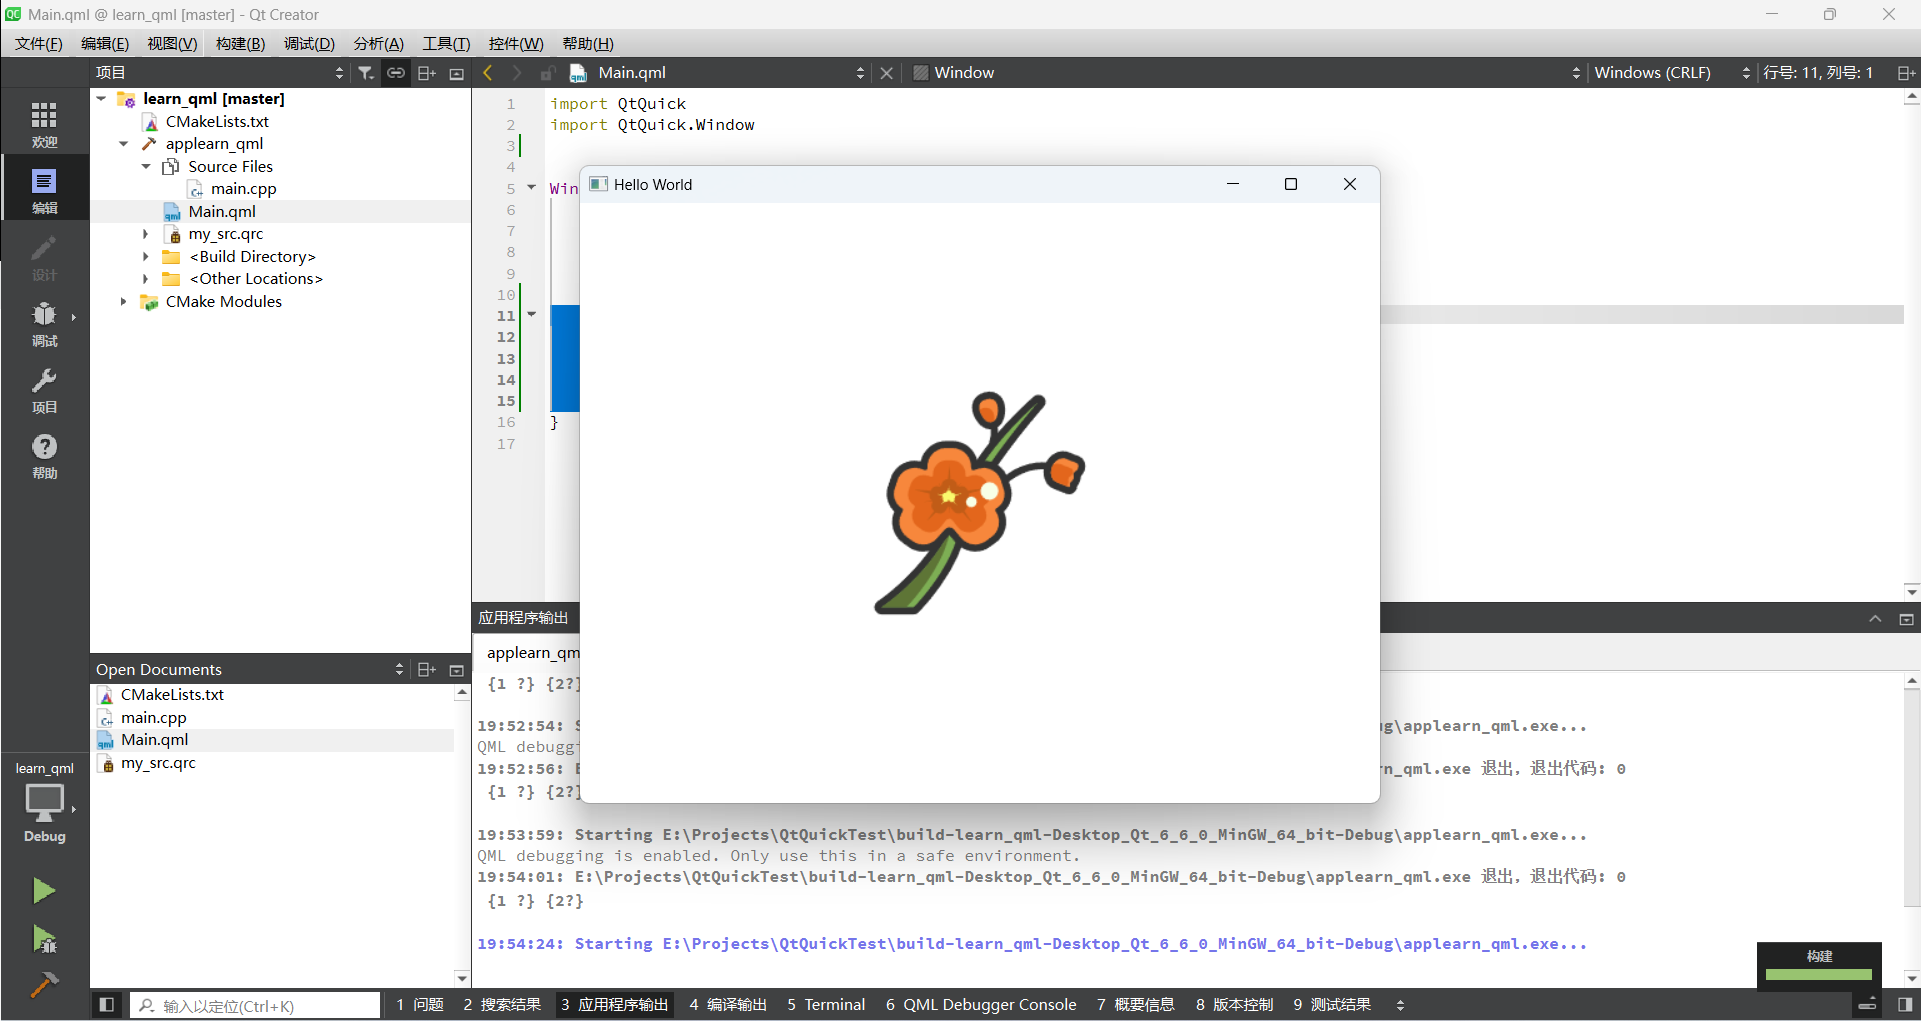 Main.qml @ learn_qml [master] - Qt Creator
文件(F) 编辑(E) 视图(V) 构建(B) 调试(D) 分析(A) 工具(T) 控件(W) 帮助(H)
项目
Main.qml
Window
Windows (CRLF)
行号: 11, 列号: 1
欢迎
编辑
设计
调试
项目
帮助
learn_qml
Debug
learn_qml [master]
CMakeLists.txt
applearn_qml
Source Files
main.cpp
Main.qml
my_src.qrc
<Build Directory>
<Other Locations>
CMake Modules
Open Documents
CMakeLists.txt
main.cpp
Main.qml
my_src.qrc
1 import QtQuick
2 import QtQuick.Window
3
4
5 Win
6
7
8
9
10
11
12
13
14
15
16 }
17
Hello World
应用程序输出
applearn_qm
{1 ?} {2?}
19:52:54: g\applearn_qml.exe...
QML debuggi
19:52:56: n_qml.exe 退出，退出代码: 0
{1 ?} {2?}
19:53:59: Starting E:\Projects\QtQuickTest\build-learn_qml-Desktop_Qt_6_6_0_MinGW_64_bit-Debug\applearn_qml.exe...
QML debugging is enabled. Only use this in a safe environment.
19:54:01: E:\Projects\QtQuickTest\build-learn_qml-Desktop_Qt_6_6_0_MinGW_64_bit-Debug\applearn_qml.exe 退出，退出代码: 0
{1 ?} {2?}
19:54:24: Starting E:\Projects\QtQuickTest\build-learn_qml-Desktop_Qt_6_6_0_MinGW_64_bit-Debug\applearn_qml.exe...
构建
输入以定位(Ctrl+K)
1 问题 2 搜索结果 3 应用程序输出 4 编译输出 5 Terminal 6 QML Debugger Console 7 概要信息 8 版本控制 9 测试结果